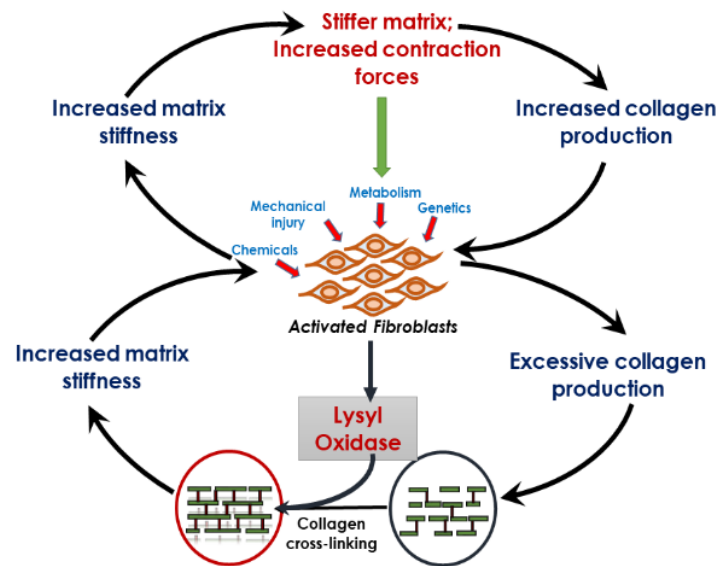 Stiffer matrix;
Increased contraction
forces
Increased matrix
stiffness
Increased collagen
production
Metabolism
Mechanical
injury
Genetics
Chemicals
Activated Fibroblasts
Increased matrix
stiffness
Excessive collagen
production
Lysyl
Oxidase
Collagen
cross-linking